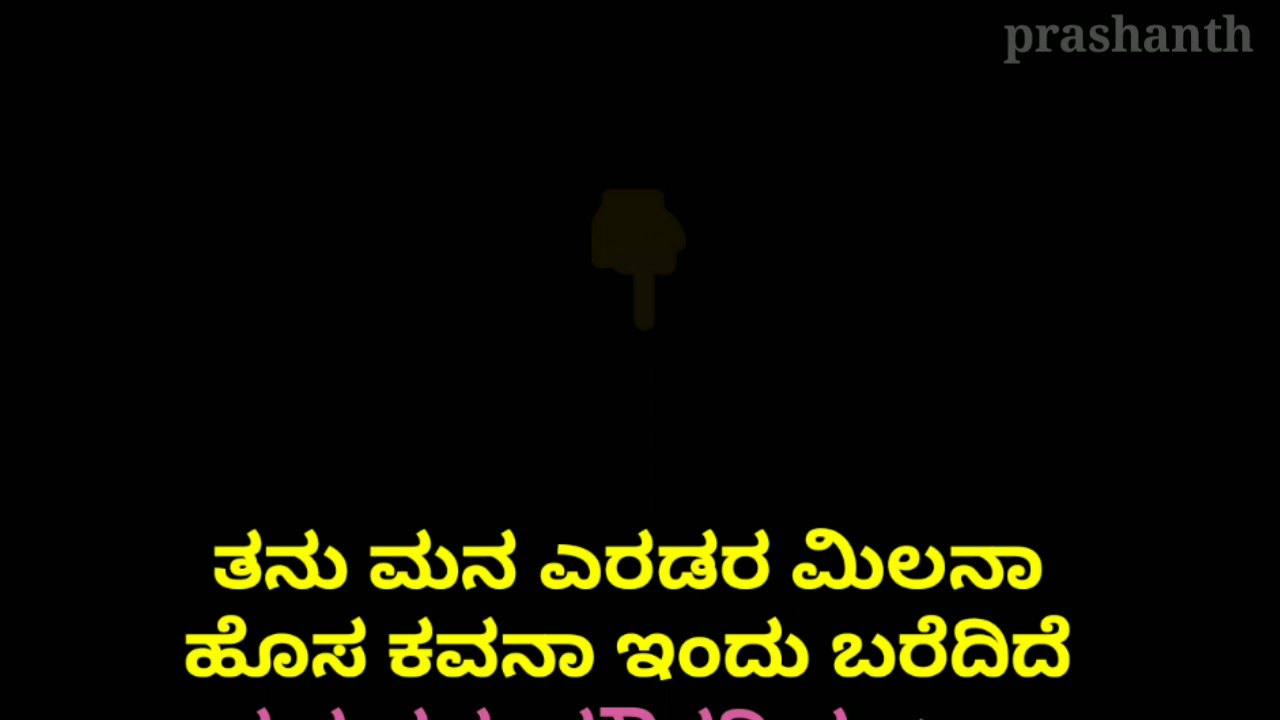 prashanth
ತನು ಮನ ಎರಡರ ಮಿಲನಾ
ಹೊಸ ಕವನಾ ಇಂದು ಬರೆದಿದೆ